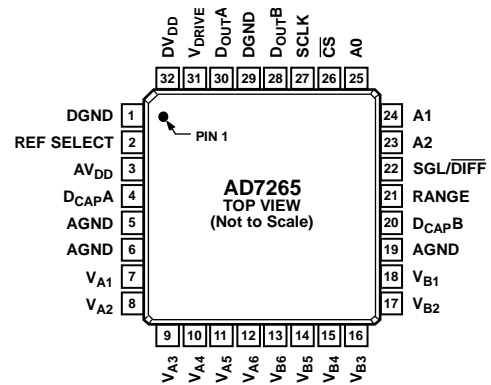 DVDD VDRIVE DOUTA DGND DOUTB SCLK C̅S̅ A0
32 31 30 29 28 27 26 25
DGND 1 24 A1
PIN 1
REF SELECT 2 23 A2
AVDD 3 22 SGL/D̅I̅F̅F̅
DCAPA 4 21 RANGE
AD7265
TOP VIEW
(Not to Scale)
AGND 5 20 DCAPB
AGND 6 19 AGND
VA1 7 18 VB1
VA2 8 17 VB2
9 10 11 12 13 14 15 16
VA3 VA4 VA5 VA6 VB6 VB5 VB4 VB3